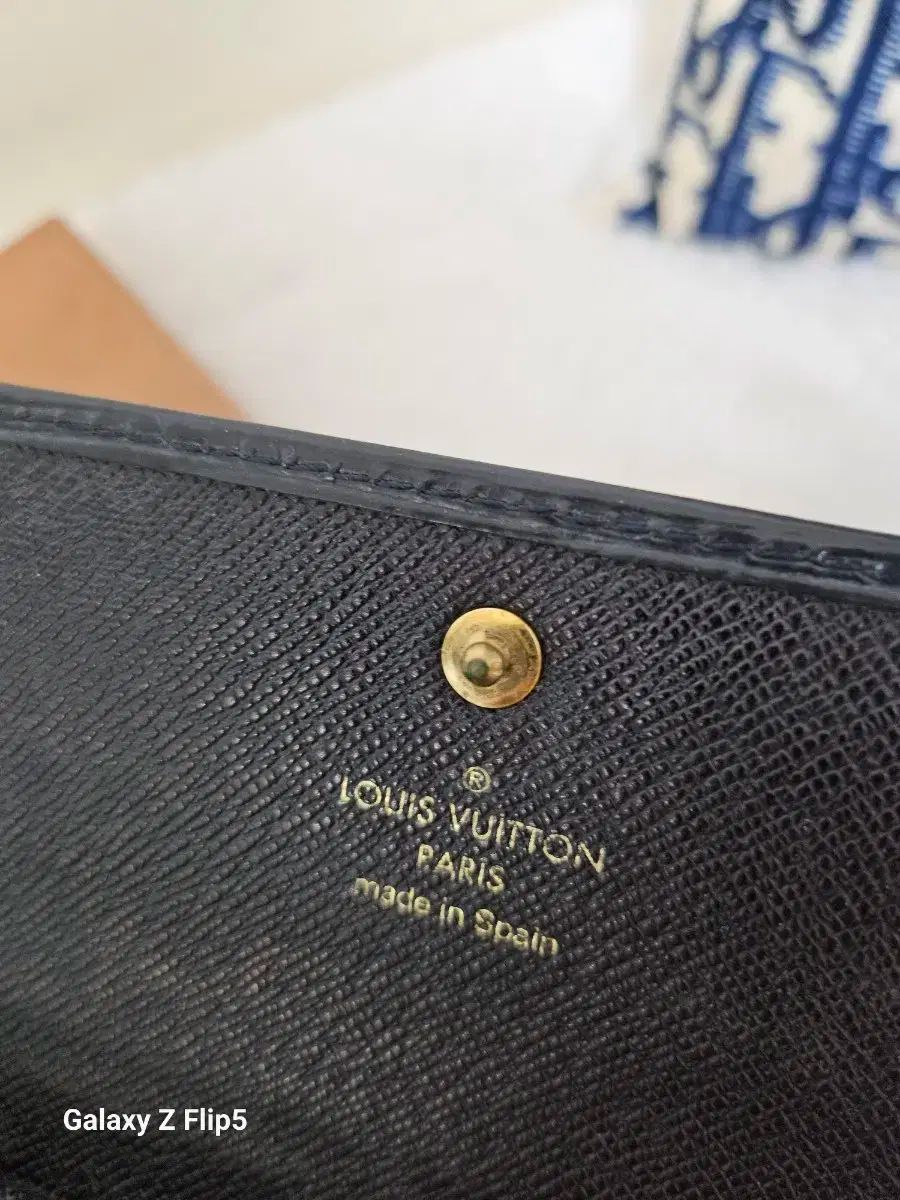 ®
LOUIS VUITTON
PARIS
made in Spain
Galaxy Z Flip5